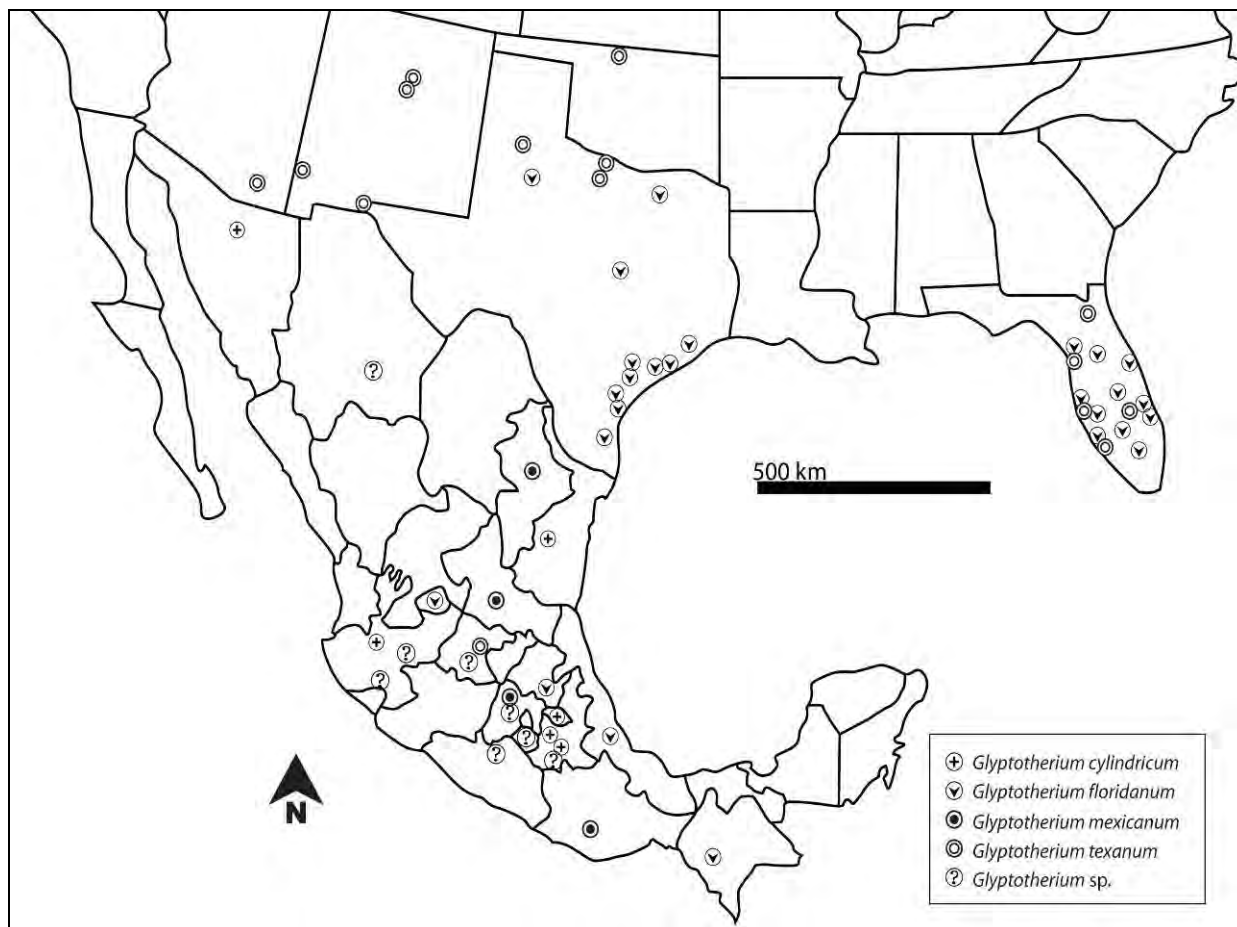 500 km
N
Glyptotherium cylindricum
Glyptotherium floridanum
Glyptotherium mexicanum
Glyptotherium texanum
? Glyptotherium sp.